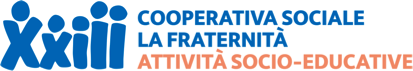 xxiii
COOPERATIVA SOCIALE
LA FRATERNITÀ
ATTIVITÀ SOCIO-EDUCATIVE